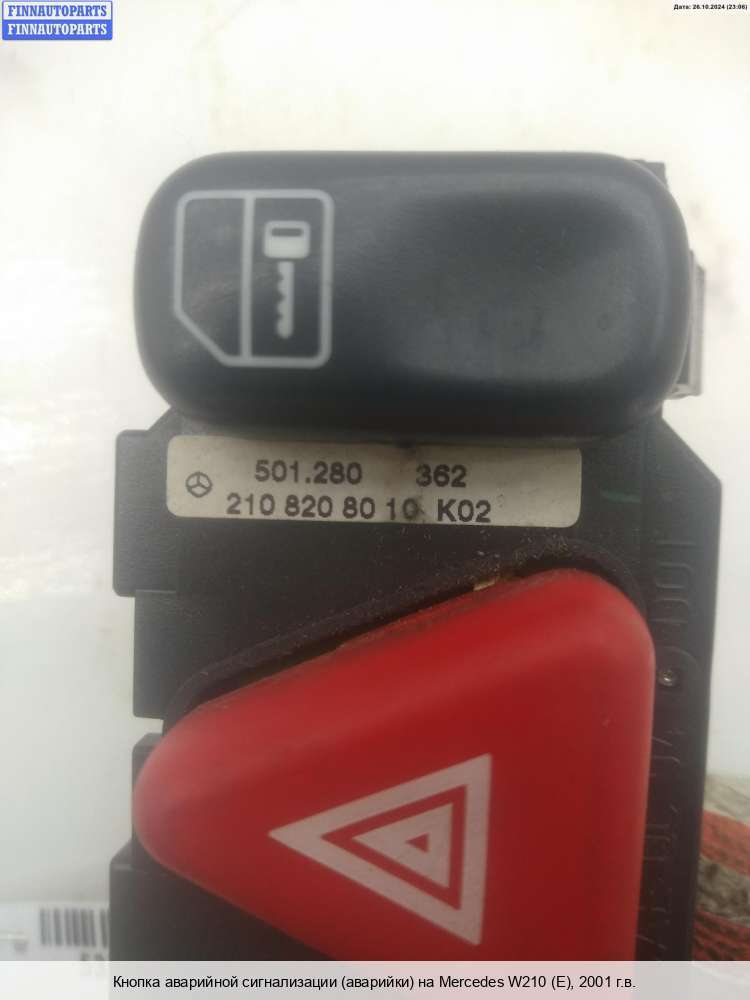 FINNAUTOPARTS
FINNAUTOPARTS
Дата: 26.10.2024 (23:06)
501.280 362
210 820 80 10 K02
Кнопка аварийной сигнализации (аварийки) на Mercedes W210 (E), 2001 г.в.